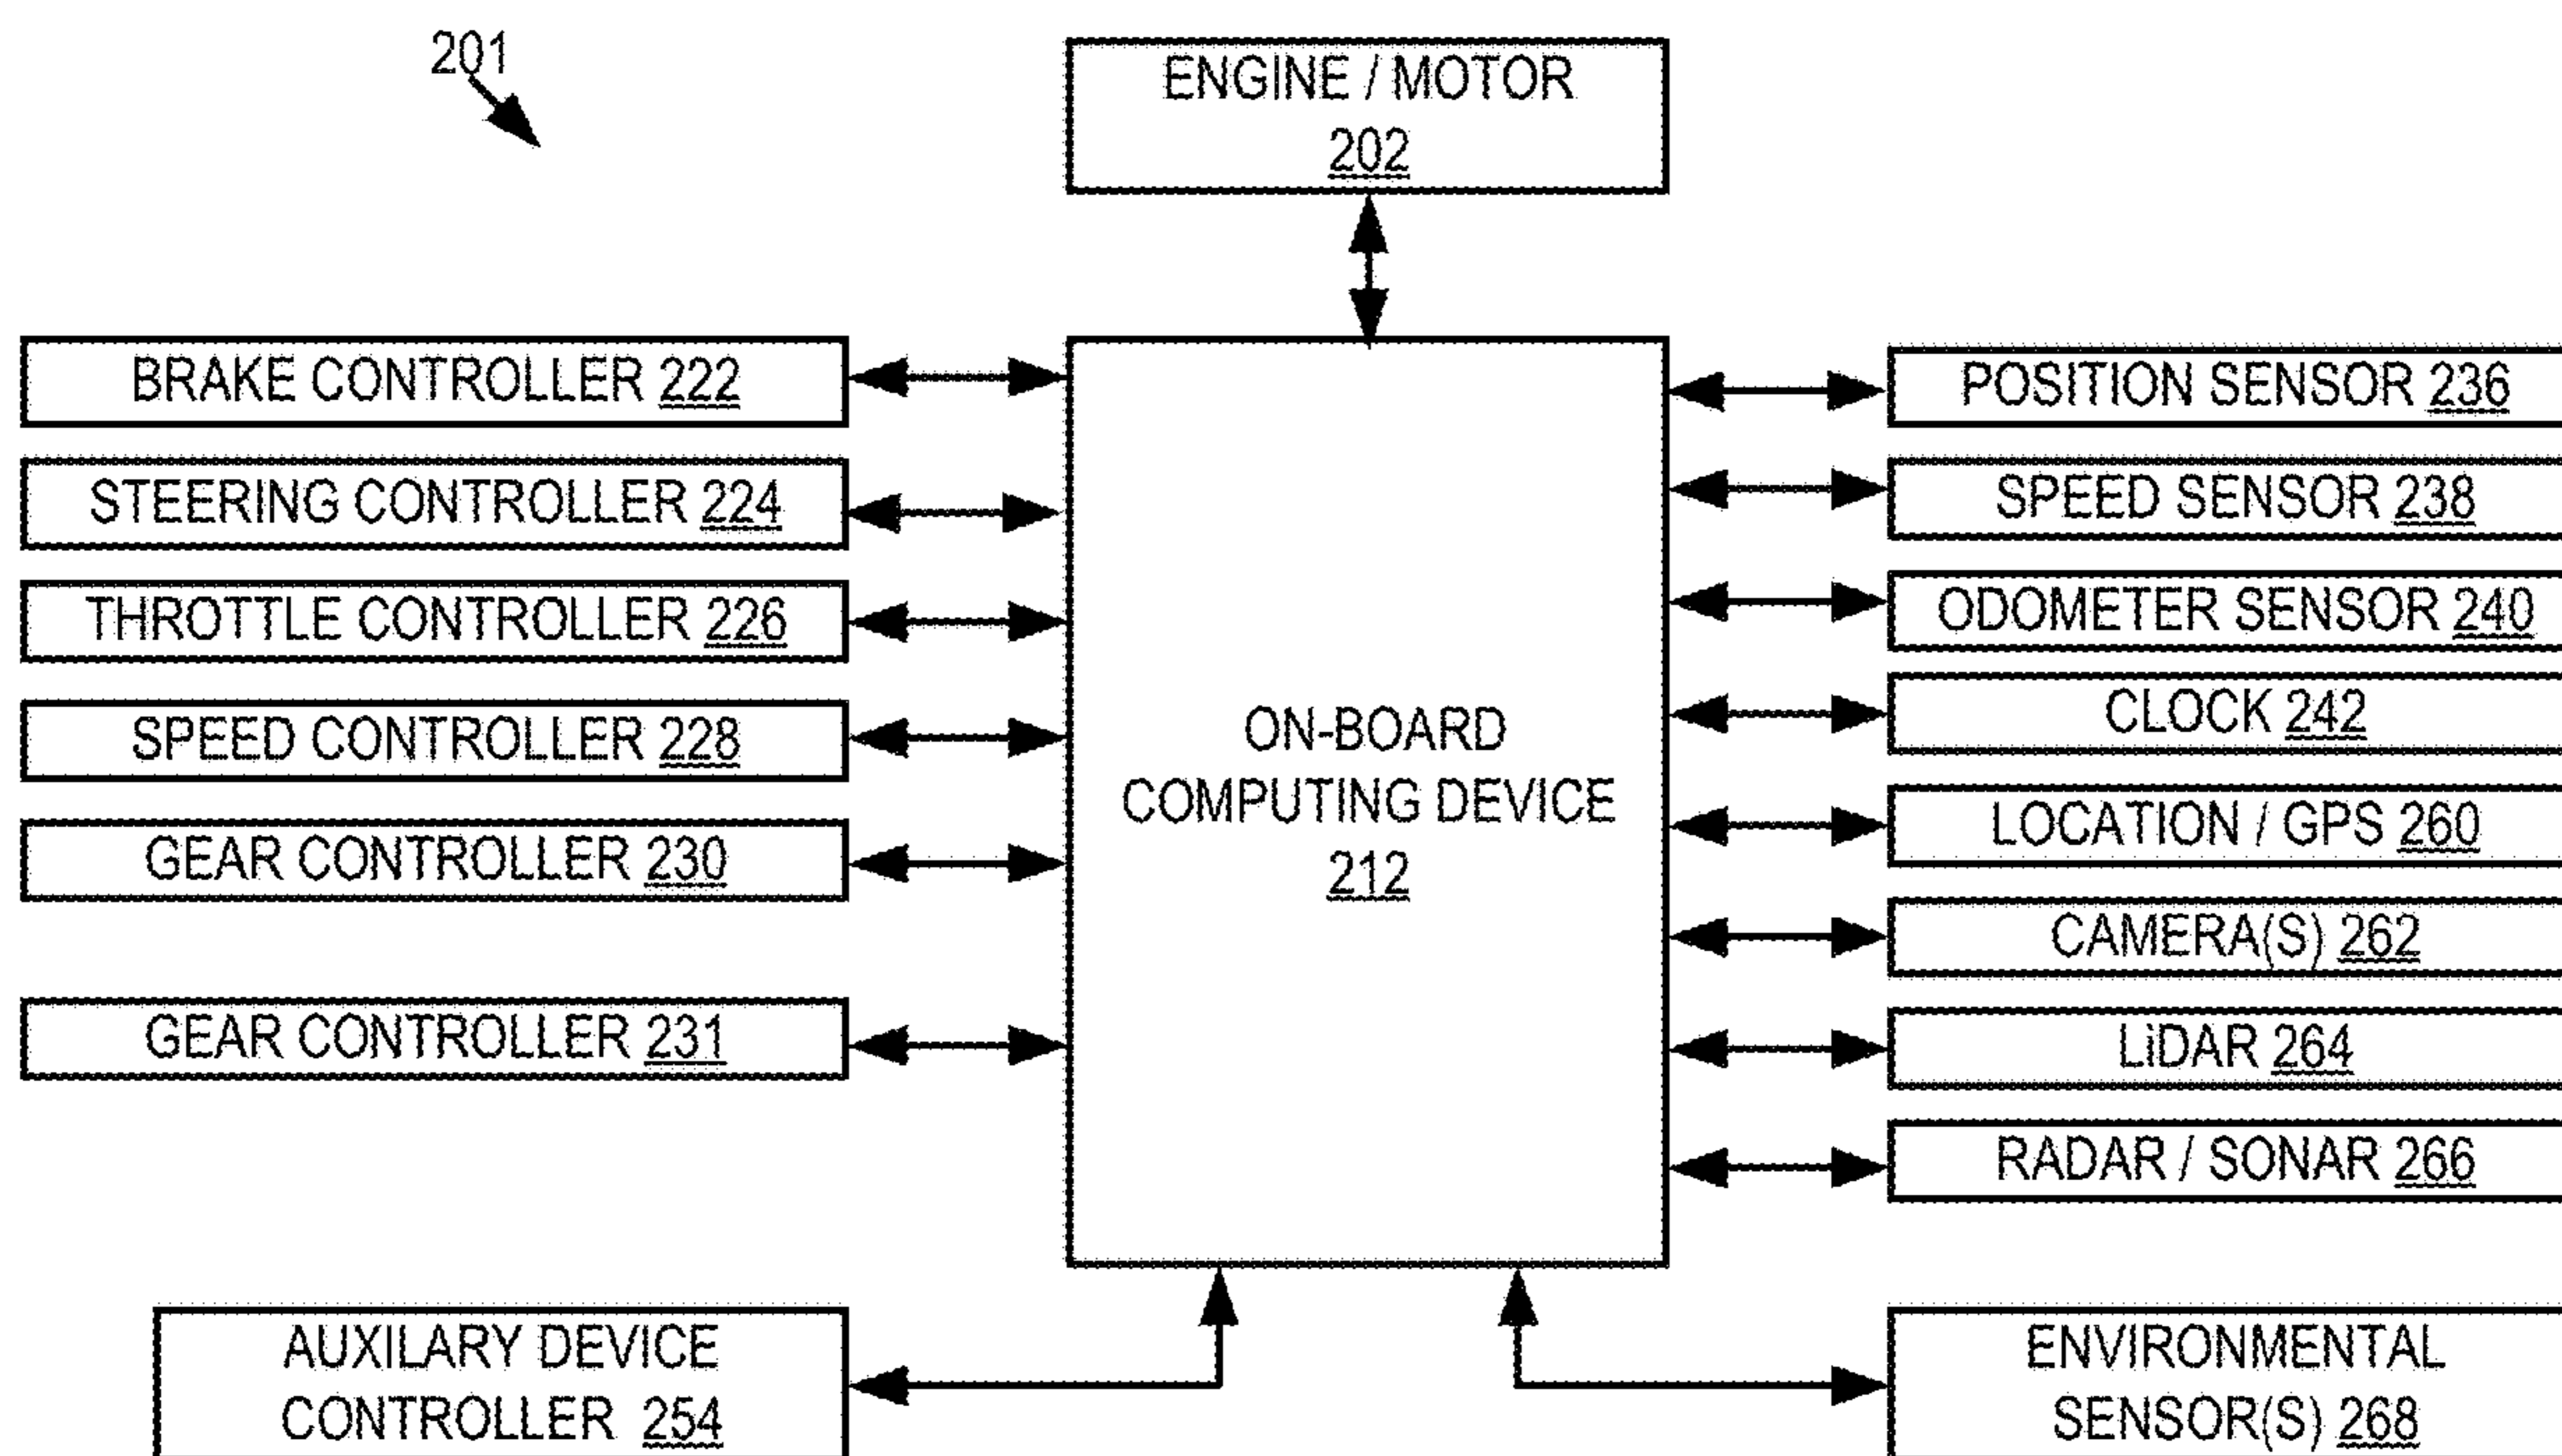 201
ENGINE / MOTOR
202
BRAKE CONTROLLER 222
STEERING CONTROLLER 224
THROTTLE CONTROLLER 226
SPEED CONTROLLER 228
GEAR CONTROLLER 230
GEAR CONTROLLER 231
AUXILARY DEVICE
CONTROLLER 254
ON-BOARD
COMPUTING DEVICE
212
POSITION SENSOR 236
SPEED SENSOR 238
ODOMETER SENSOR 240
CLOCK 242
LOCATION / GPS 260
CAMERA(S) 262
LiDAR 264
RADAR / SONAR 266
ENVIRONMENTAL
SENSOR(S) 268